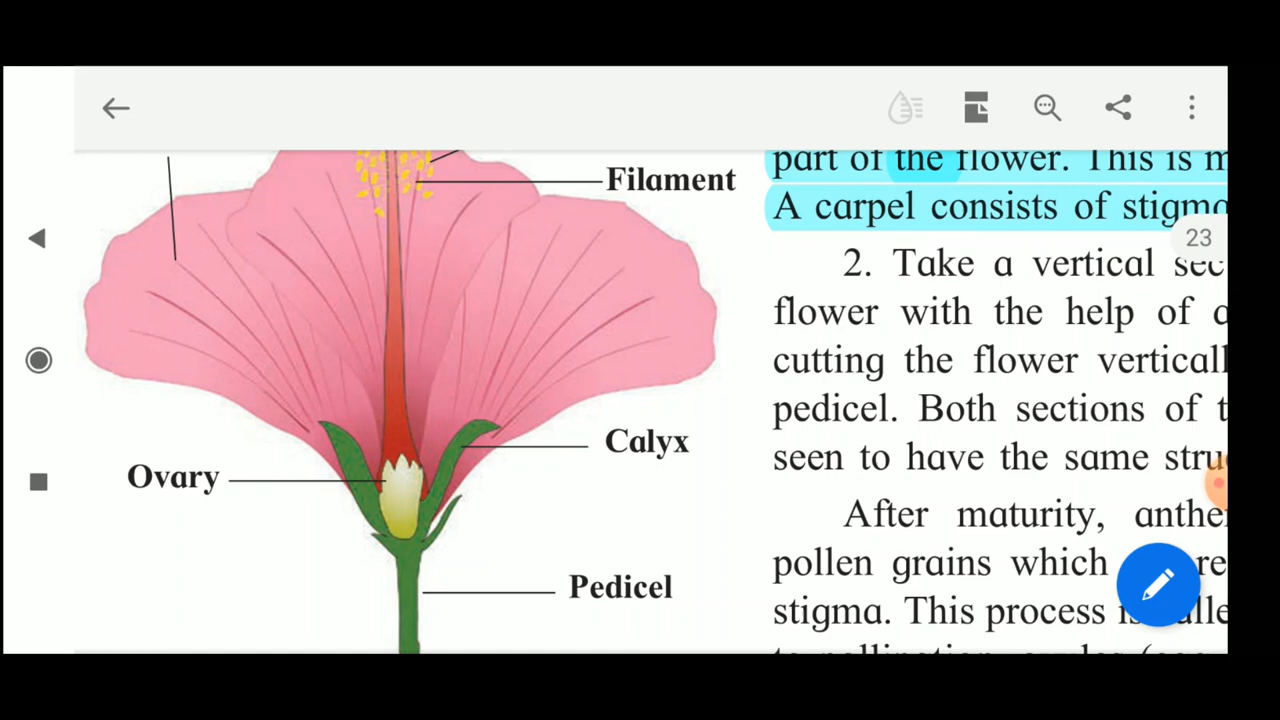 Filament
Ovary
Calyx
Pedicel
part of the flower. This is
A carpel consists of stigma
23
2. Take a vertical
flower with the help of
cutting the flower
pedicel. Both sections of
seen to have the same
After maturity,
pollen grains which
stigma. This process